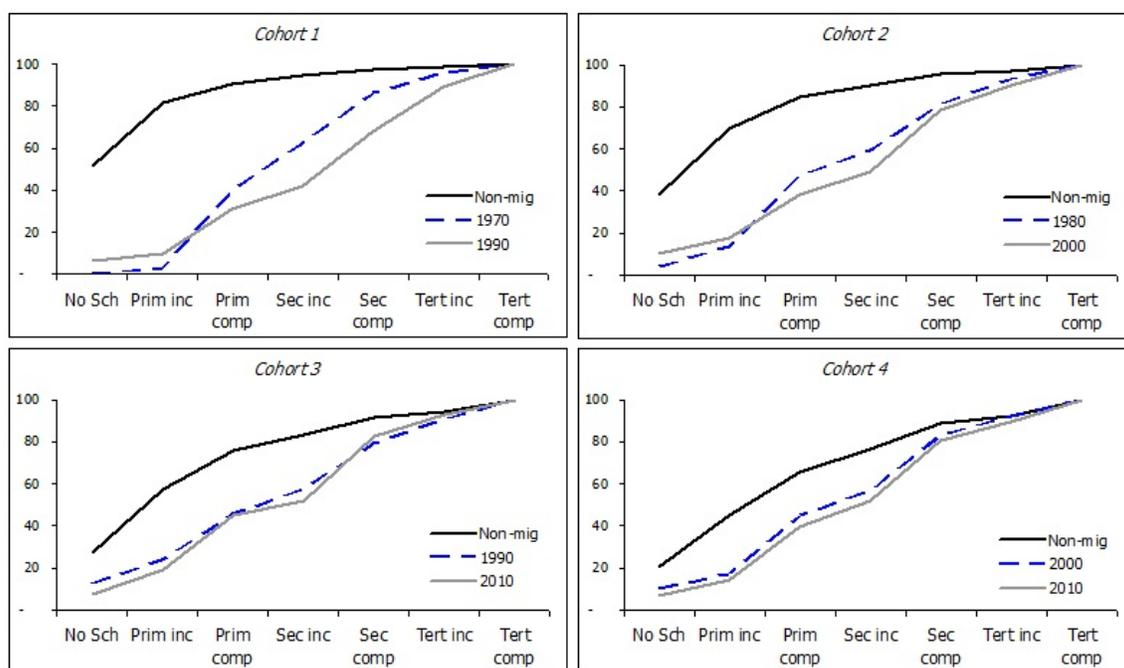 Cohort 1
100
80
60
40
20
-
Non-mig
1970
1990
No Sch Prim inc Prim comp Sec inc Sec comp Tert inc Tert comp
Cohort 2
100
80
60
40
20
-
Non-mig
1980
2000
No Sch Prim inc Prim comp Sec inc Sec comp Tert inc Tert comp
Cohort 3
100
80
60
40
20
-
Non-mig
1990
2010
No Sch Prim inc Prim comp Sec inc Sec comp Tert inc Tert comp
Cohort 4
100
80
60
40
20
-
Non-mig
2000
2010
No Sch Prim inc Prim comp Sec inc Sec comp Tert inc Tert comp